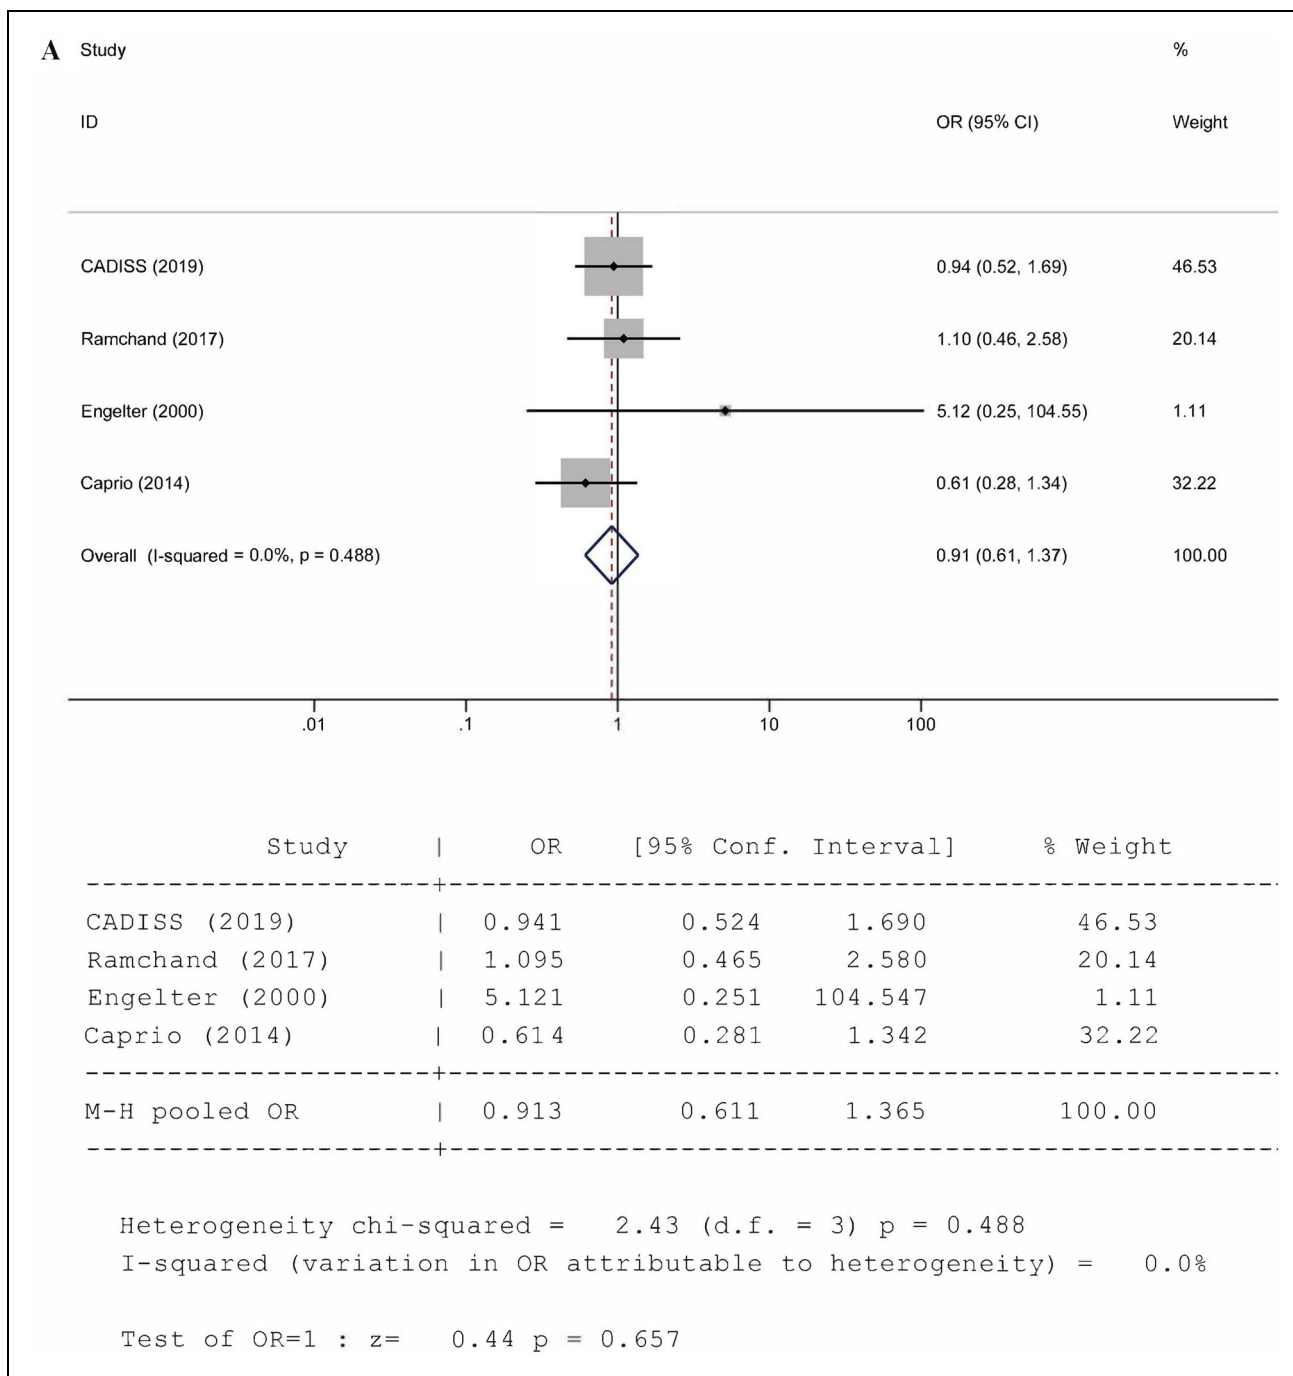 A Study %
ID OR (95% CI) Weight
CADISS (2019) 0.94 (0.52, 1.69) 46.53
Ramchand (2017) 1.10 (0.46, 2.58) 20.14
Engelter (2000) 5.12 (0.25, 104.55) 1.11
Caprio (2014) 0.61 (0.28, 1.34) 32.22
Overall (I-squared = 0.0%, p = 0.488) 0.91 (0.61, 1.37) 100.00
.01 .1 1 10 100
Study | OR [95% Conf. Interval] % Weight
---------------------+---------------------------------------------------
CADISS (2019) | 0.941 0.524 1.690 46.53
Ramchand (2017) | 1.095 0.465 2.580 20.14
Engelter (2000) | 5.121 0.251 104.547 1.11
Caprio (2014) | 0.614 0.281 1.342 32.22
---------------------+---------------------------------------------------
M-H pooled OR | 0.913 0.611 1.365 100.00
---------------------+---------------------------------------------------
Heterogeneity chi-squared = 2.43 (d.f. = 3) p = 0.488
I-squared (variation in OR attributable to heterogeneity) = 0.0%
Test of OR=1 : z= 0.44 p = 0.657